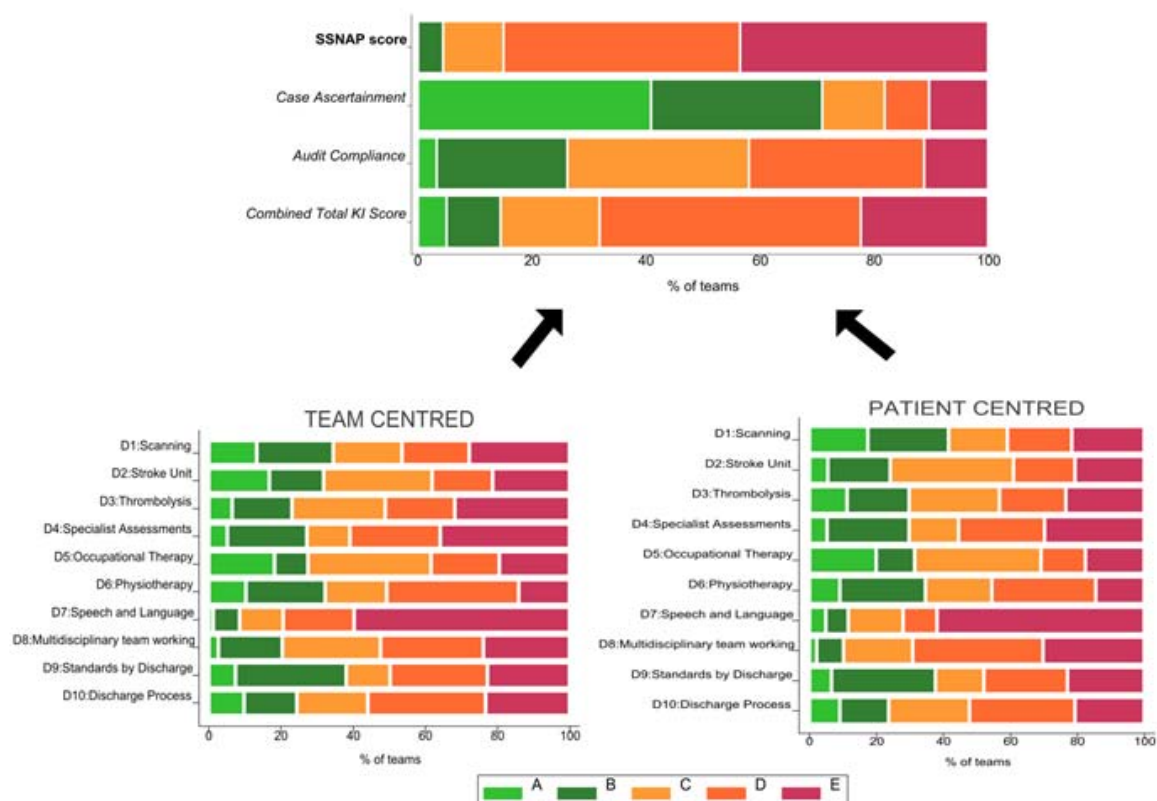 SSNAP score
Case Ascertainment
Audit Compliance
Combined Total KI Score
0 20 40 60 80 100
% of teams
TEAM CENTRED
D1:Scanning
D2:Stroke Unit
D3:Thrombolysis
D4:Specialist Assessments
D5:Occupational Therapy
D6:Physiotherapy
D7:Speech and Language
D8:Multidisciplinary team working
D9:Standards by Discharge
D10:Discharge Process
0 20 40 60 80 100
% of teams
PATIENT CENTRED
D1:Scanning
D2:Stroke Unit
D3:Thrombolysis
D4:Specialist Assessments
D5:Occupational Therapy
D6:Physiotherapy
D7:Speech and Language
D8:Multidisciplinary team working
D9:Standards by Discharge
D10:Discharge Process
0 20 40 60 80 100
% of teams
A B C D E